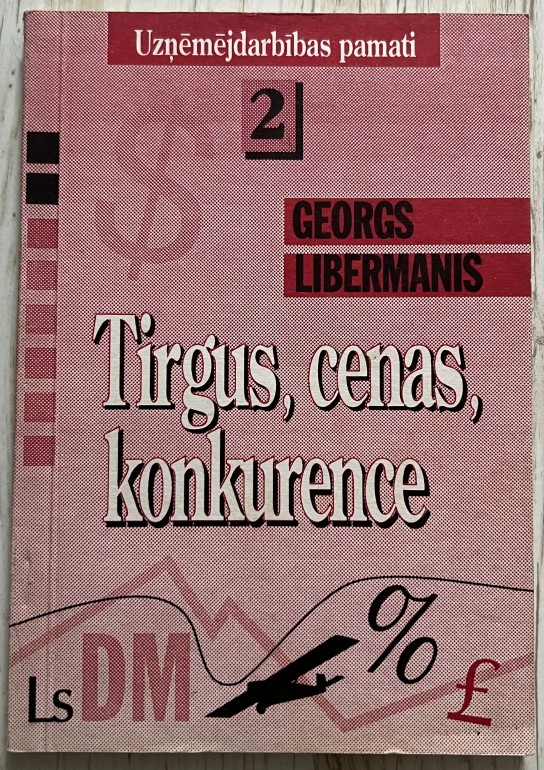 Uzņēmējdarbības pamati
2
$
GEORGS
LIBERMANIS
Tirgus, cenas,
konkurence
%
Ls DM £